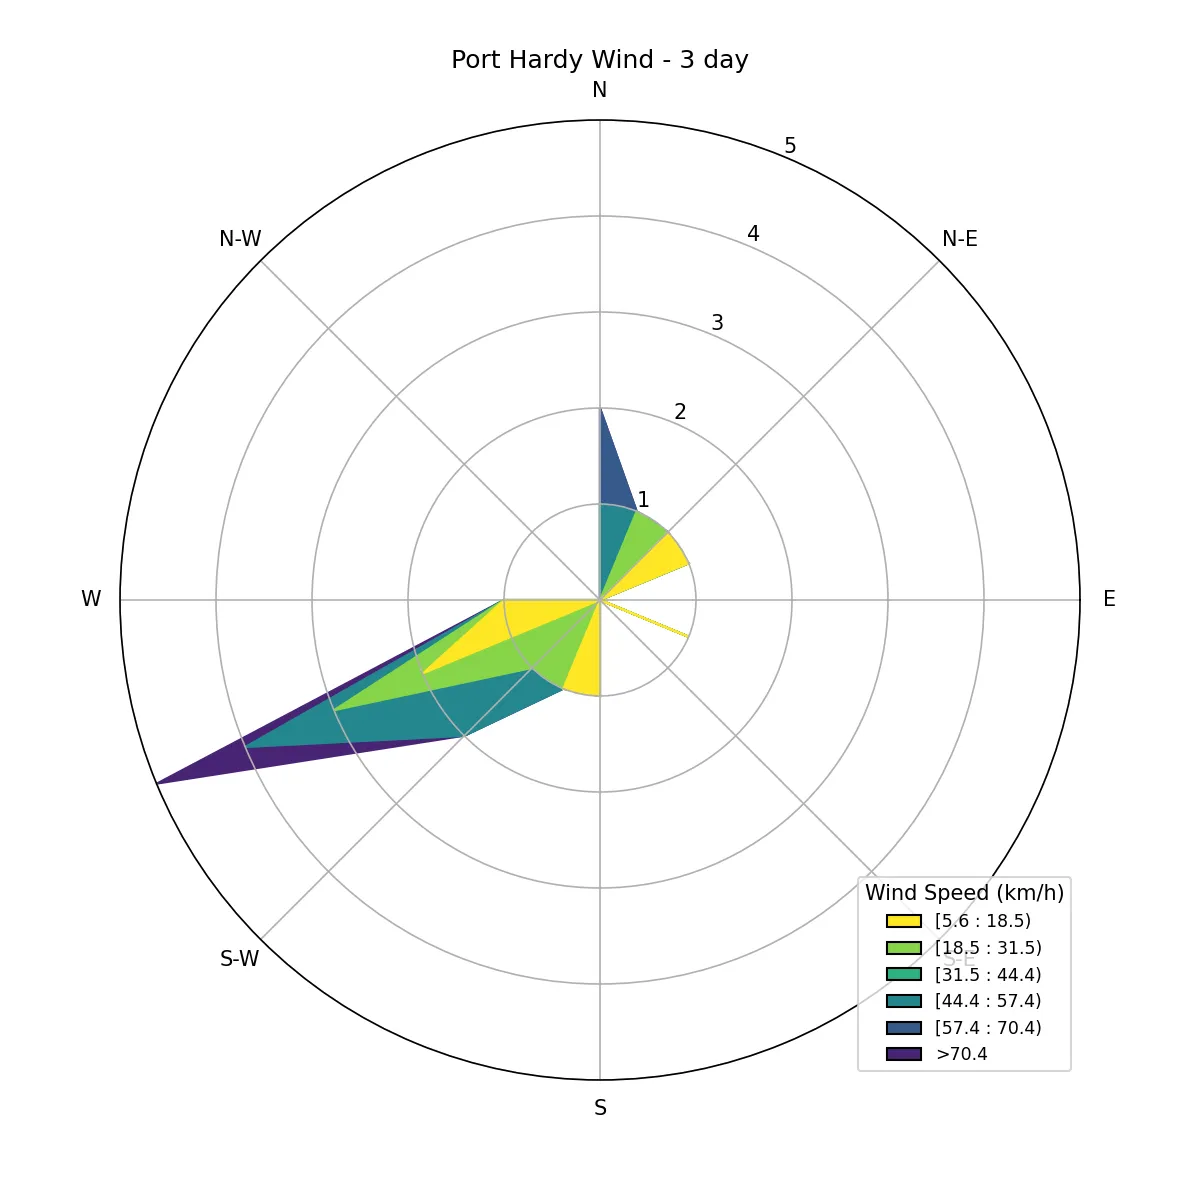 Port Hardy Wind - 3 day
N
5
N-W
N-E
4
3
2
1
W
E
S-W
S-E
S
Wind Speed (km/h)
[5.6 : 18.5)
[18.5 : 31.5)
[31.5 : 44.4)
[44.4 : 57.4)
[57.4 : 70.4)
>70.4